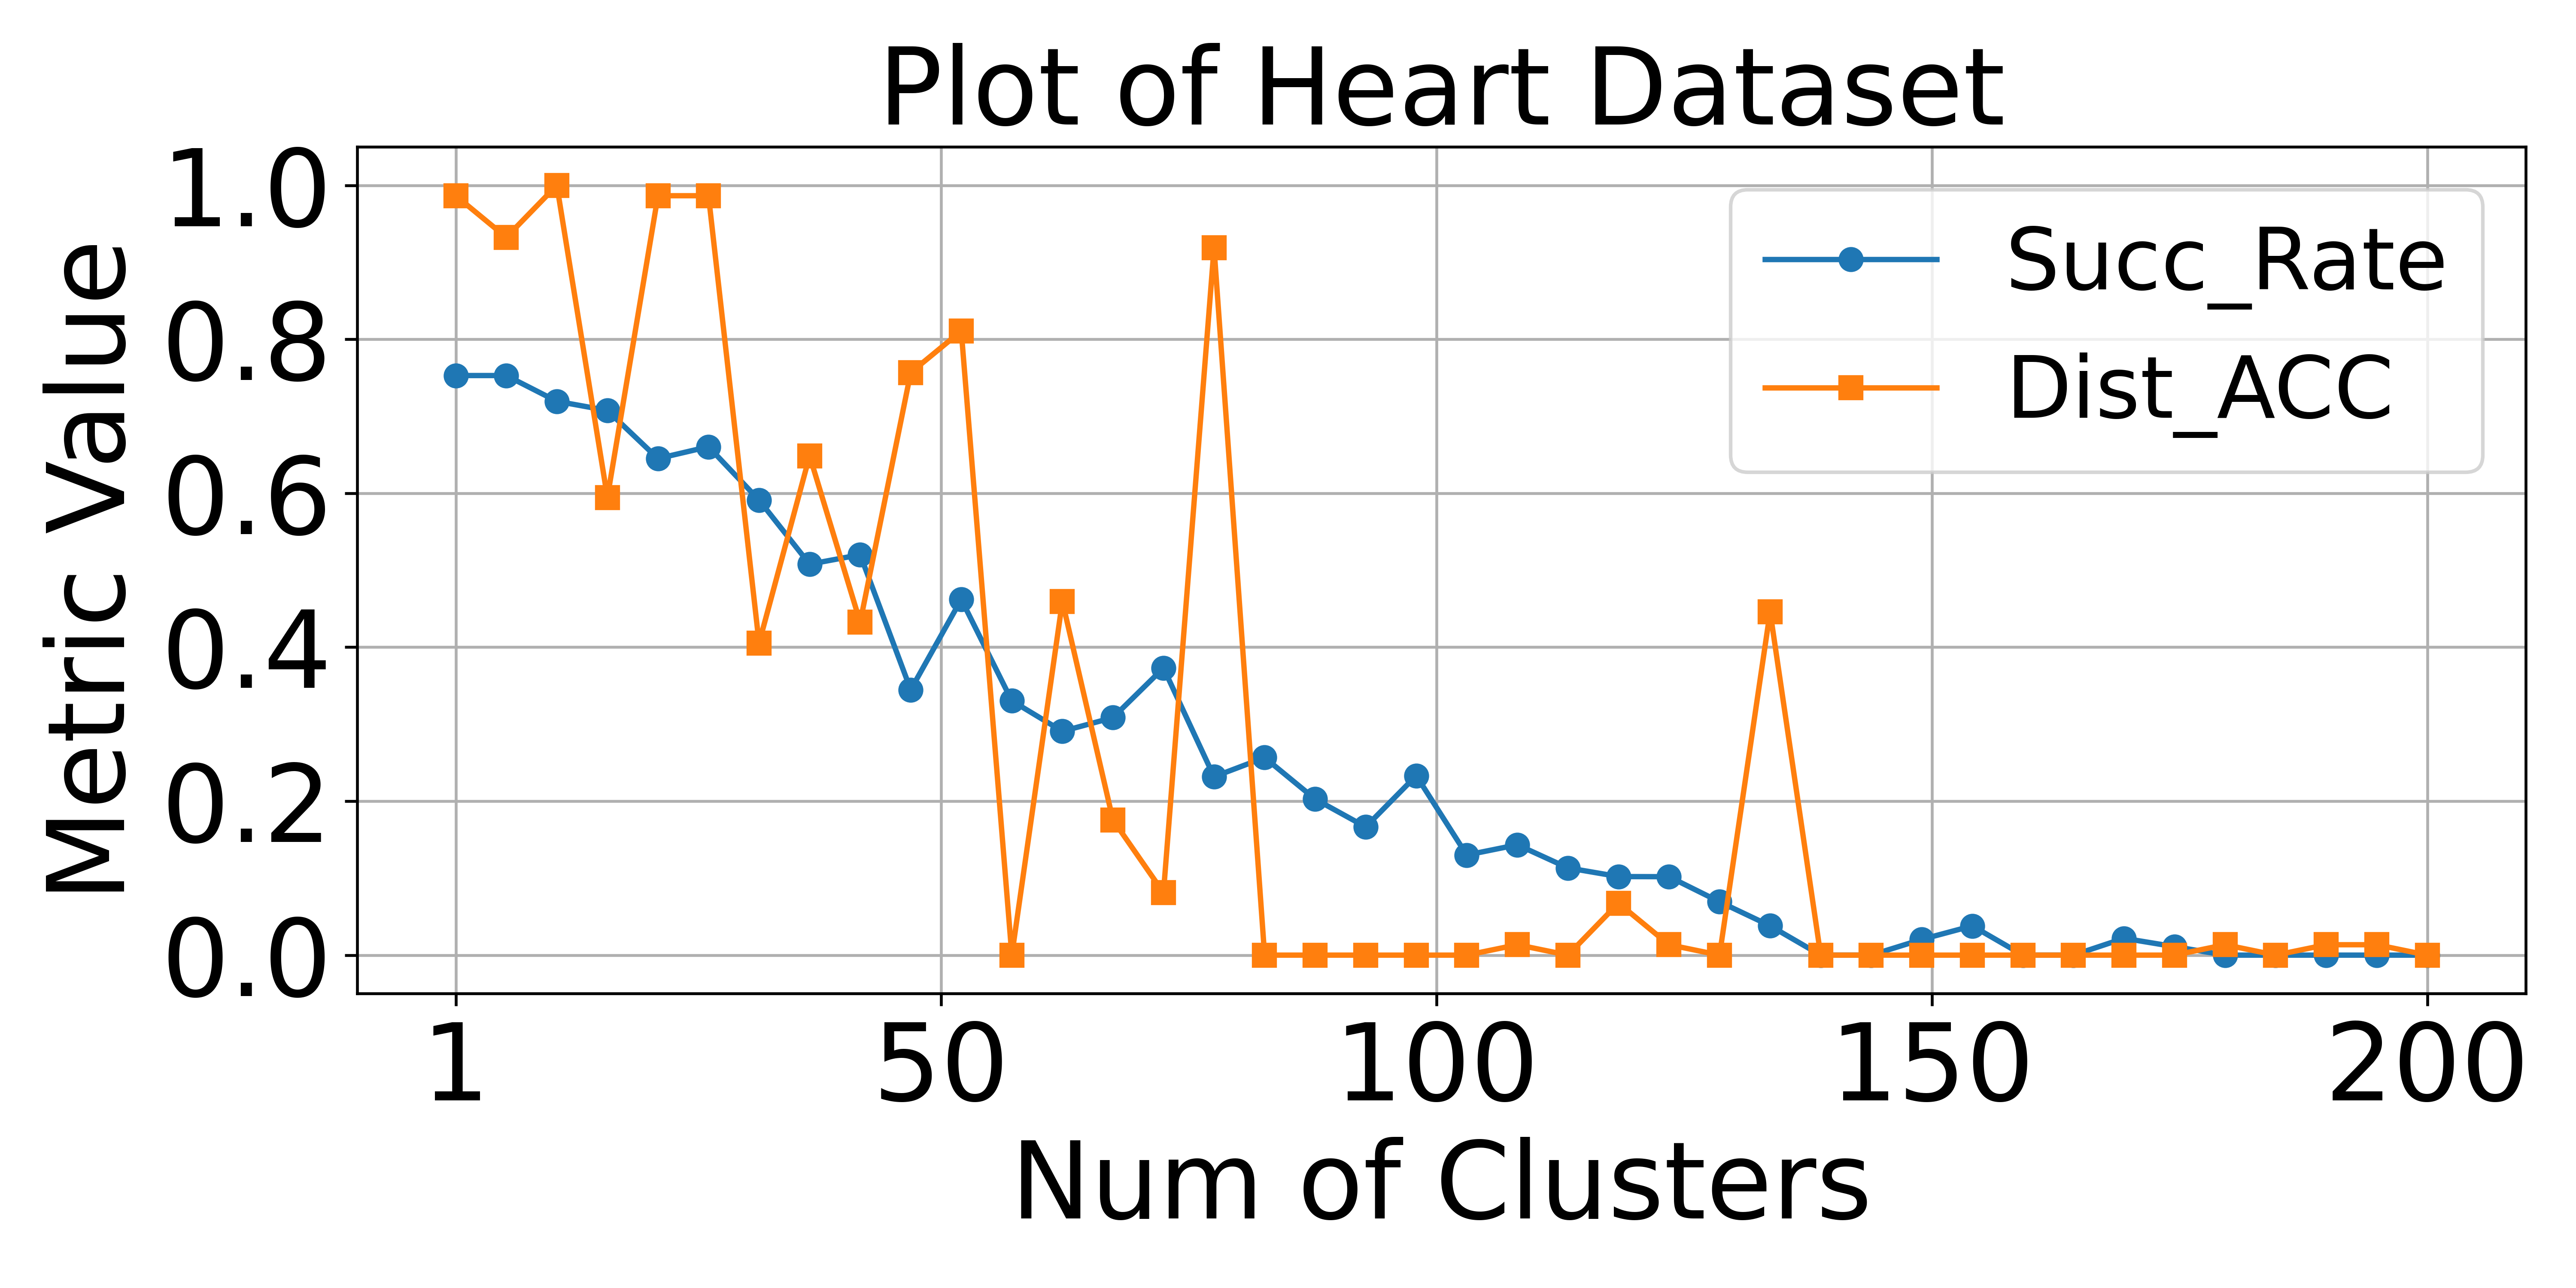 Plot of Heart Dataset
1.0
0.8
0.6
0.4
0.2
0.0
Metric Value
Succ_Rate
Dist_ACC
1 50 100 150 200
Num of Clusters